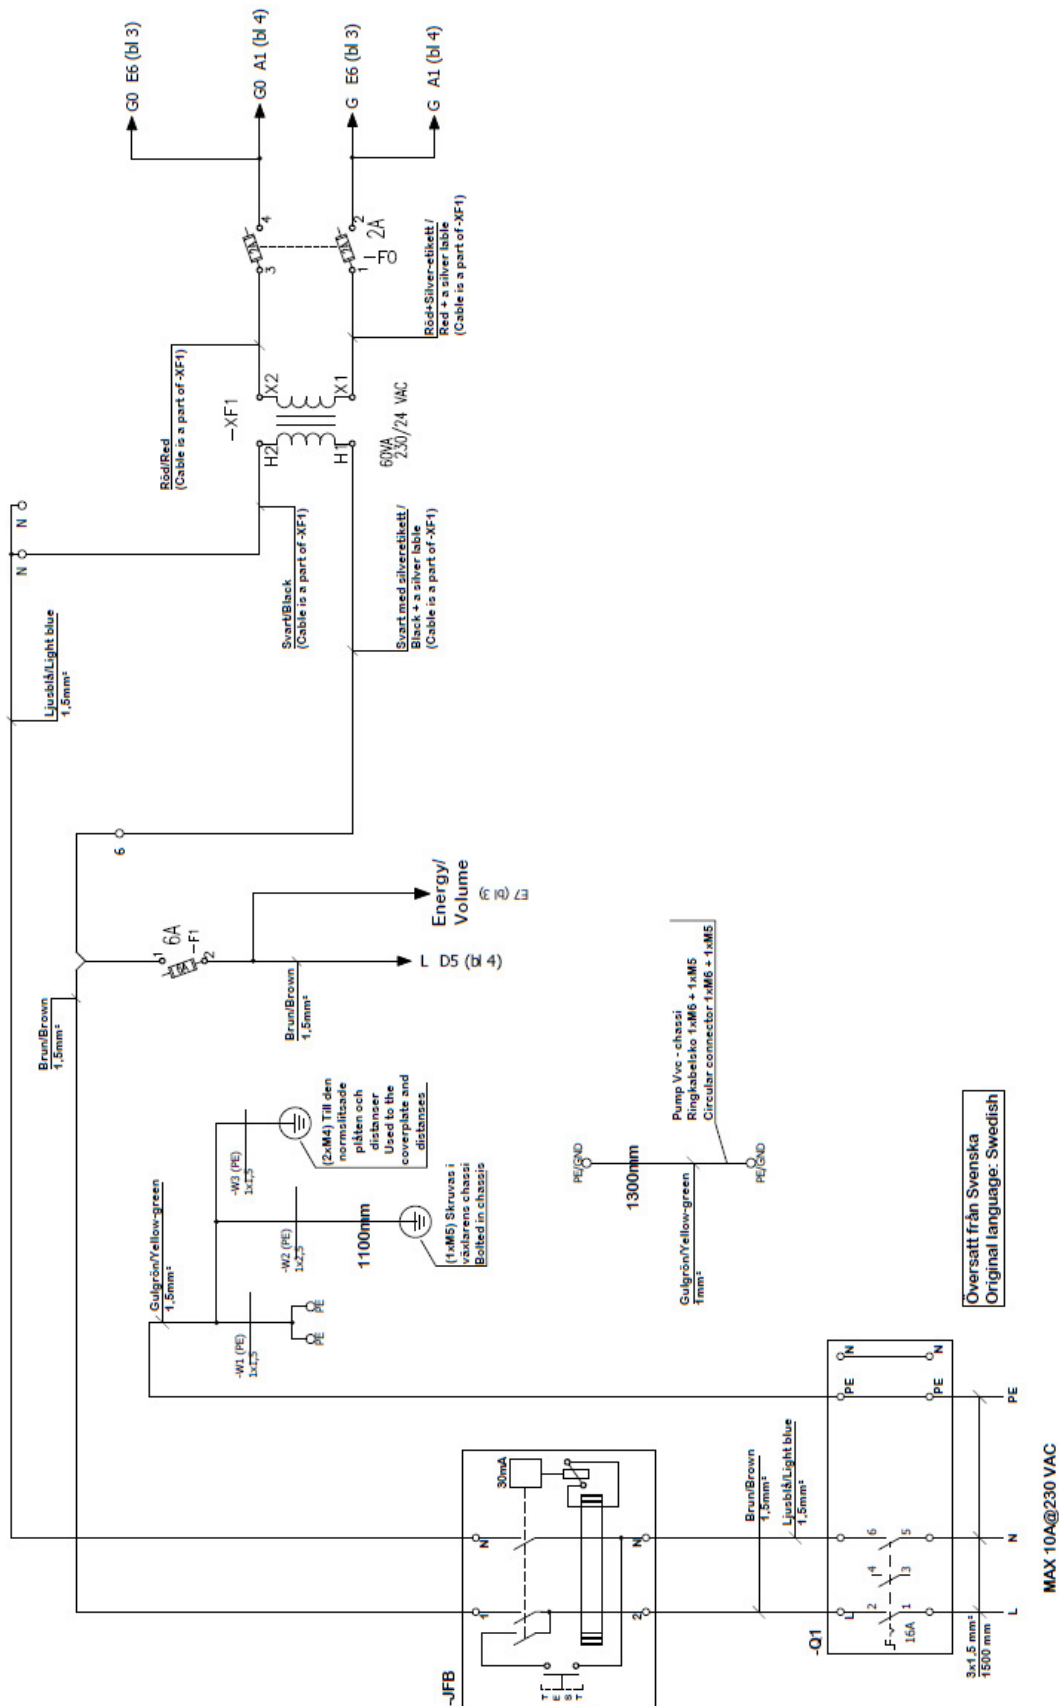 G0 E6 (bl 3)
G0 A1 (bl 4)
G E6 (bl 3)
G A1 (bl 4)
4
3
2A
2
1
2A
2A
-F0
Röd+Silver-etikett /
Red + a silver lable
(Cable is a part of -XF1)
Röd/Red
(Cable is a part of -XF1)
-XF1
X2
X1
H2
H1
60VA
230/24 VAC
N
N
Svart/Black
(Cable is a part of -XF1)
Svart med silveretikett /
Black + a silver lable
(Cable is a part of -XF1)
Ljusblå/Light blue
1,5mm²
6
Energy/
Volume
E7 (bl 3)
1
2
6A
6A
-F1
L D5 (bl 4)
Brun/Brown
1,5mm²
Brun/Brown
1,5mm²
-W3 (PE)
1x1,5
(2xM4) Till den
normslitsade
plåten och
distanser
Used to the
coverplate and
distanses
-W2 (PE)
1x2,5
1100mm
(1xM5) Skruvas i
växlarens chassi
Bolted in chassis
Gulgrön/Yellow-green
1,5mm²
-W1 (PE)
1x1,5
PE
PE
PE/GND
1300mm
PE/GND
Pump Vvc - chassi
Ringkabelsko 1xM6 + 1xM5
Circular connector 1xM6 + 1xM5
Gulgrön/Yellow-green
1mm²
Översatt från Svenska
Original language: Swedish
-JFB
30mA
1
N
2
N
T
E
S
T
Brun/Brown
1,5mm²
Ljusblå/Light blue
1,5mm²
-Q1
L
2
1
4
3
6
5
16A
PE
PE
N
N
3x1,5 mm²
1500 mm
L
N
PE
MAX 10A@230 VAC